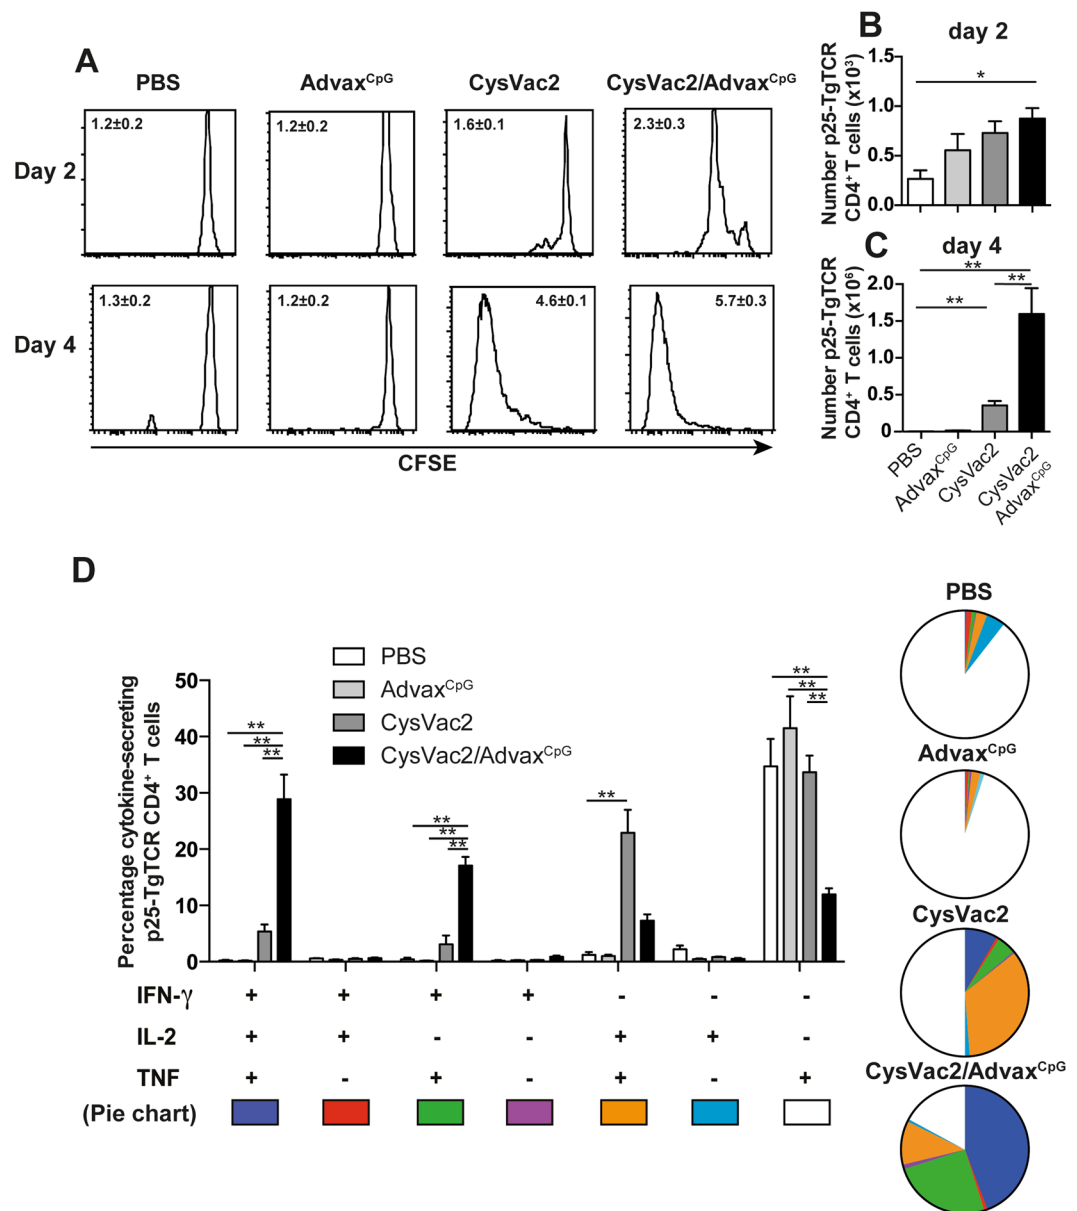 A
PBS
Advax^CpG
CysVac2
CysVac2/Advax^CpG
Day 2
1.2±0.2
1.2±0.2
1.6±0.1
2.3±0.3
Day 4
1.3±0.2
1.2±0.2
4.6±0.1
5.7±0.3
CFSE
B
day 2
Number p25-TgTCR
CD4⁺ T cells (x10³)
1.5
1.0
0.5
0.0
*
C
day 4
Number p25-TgTCR
CD4⁺ T cells (x10⁶)
2.0
1.5
1.0
0.5
0
**
**
**
PBS
Advax^CpG
CysVac2
CysVac2
Advax^CpG
D
PBS
Advax^CpG
CysVac2
CysVac2/Advax^CpG
Percentage cytokine-secreting
p25-TgTCR CD4⁺ T cells
50
40
30
20
10
0
**
**
**
**
**
**
**
**
**
**
IFN-γ + + + + - - -
IL-2 + + - - + + -
TNF + - + - + - +
(Pie chart)
PBS
Advax^CpG
CysVac2
CysVac2/Advax^CpG